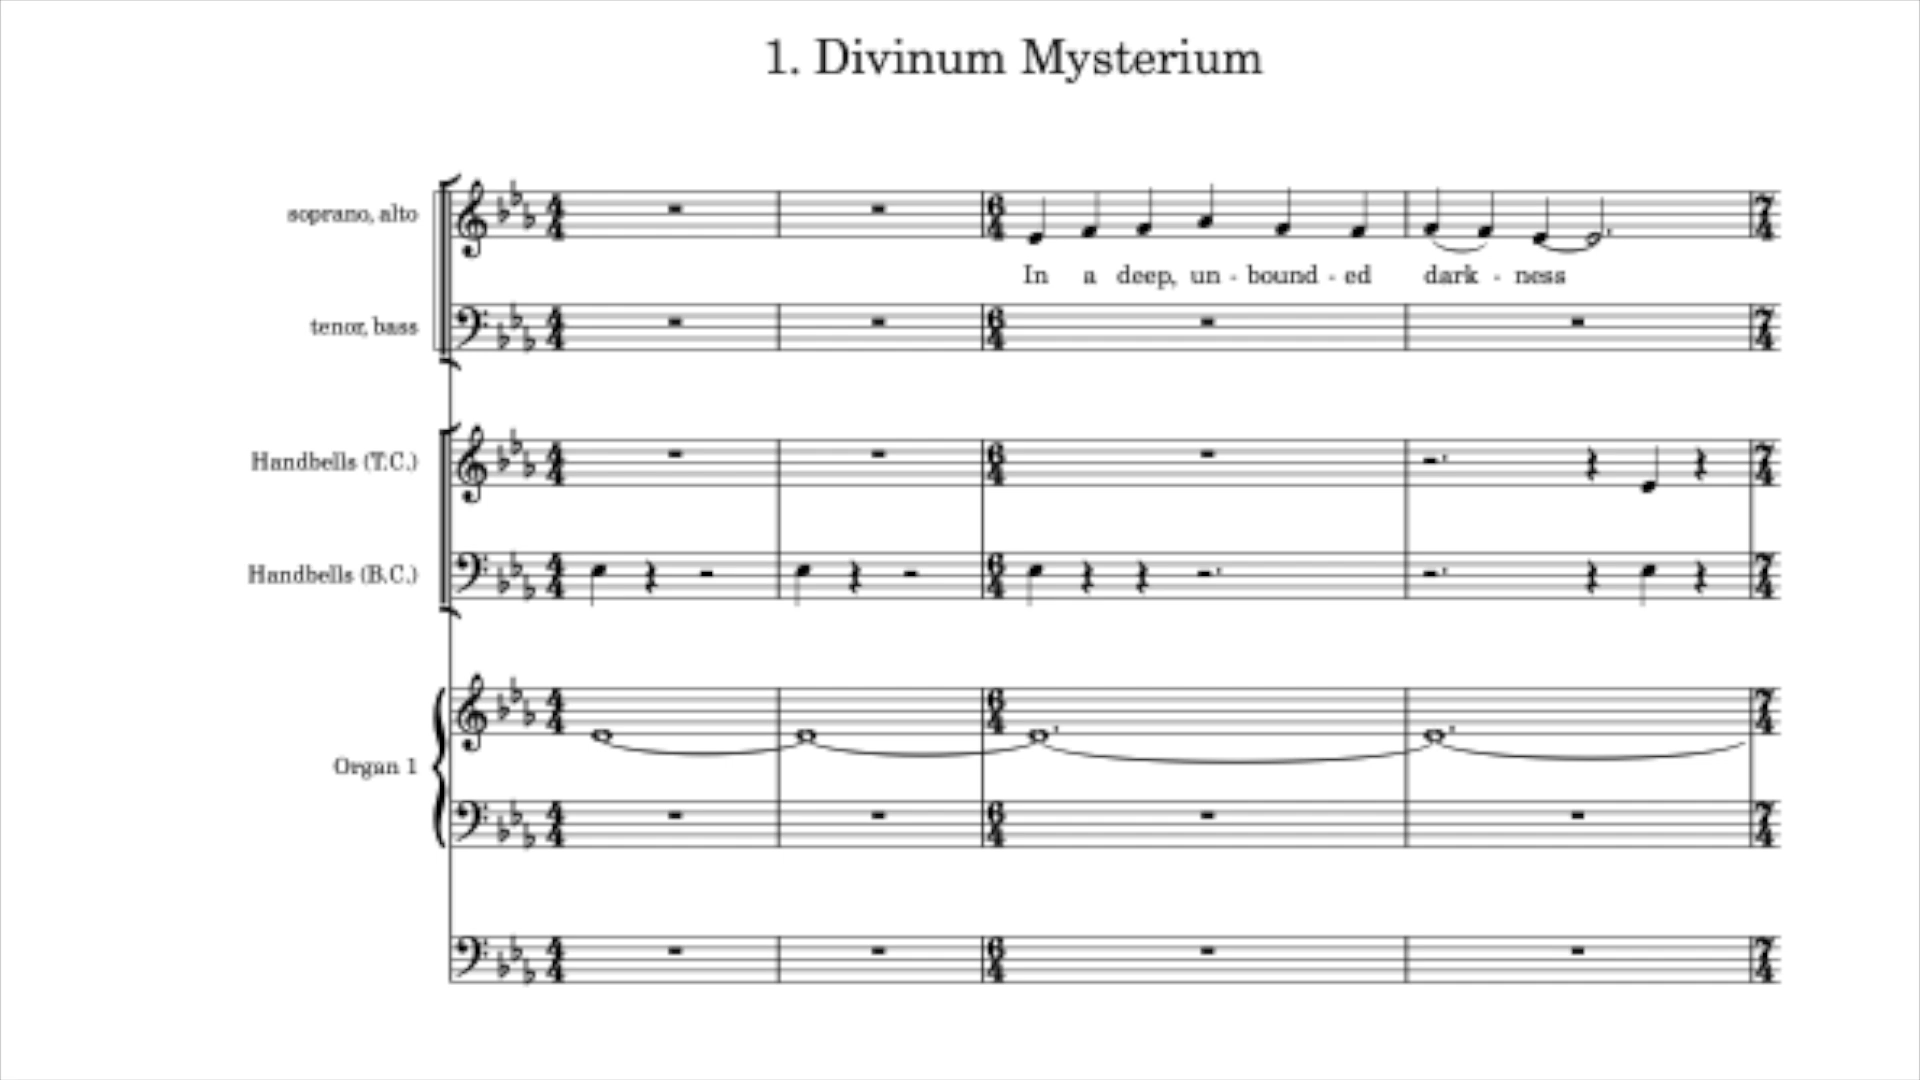 1. Divinum Mysterium
soprano, alto
In a deep, un - bound - ed dark - ness
tenor, bass
Handbells (T.C.)
Handbells (B.C.)
Organ 1